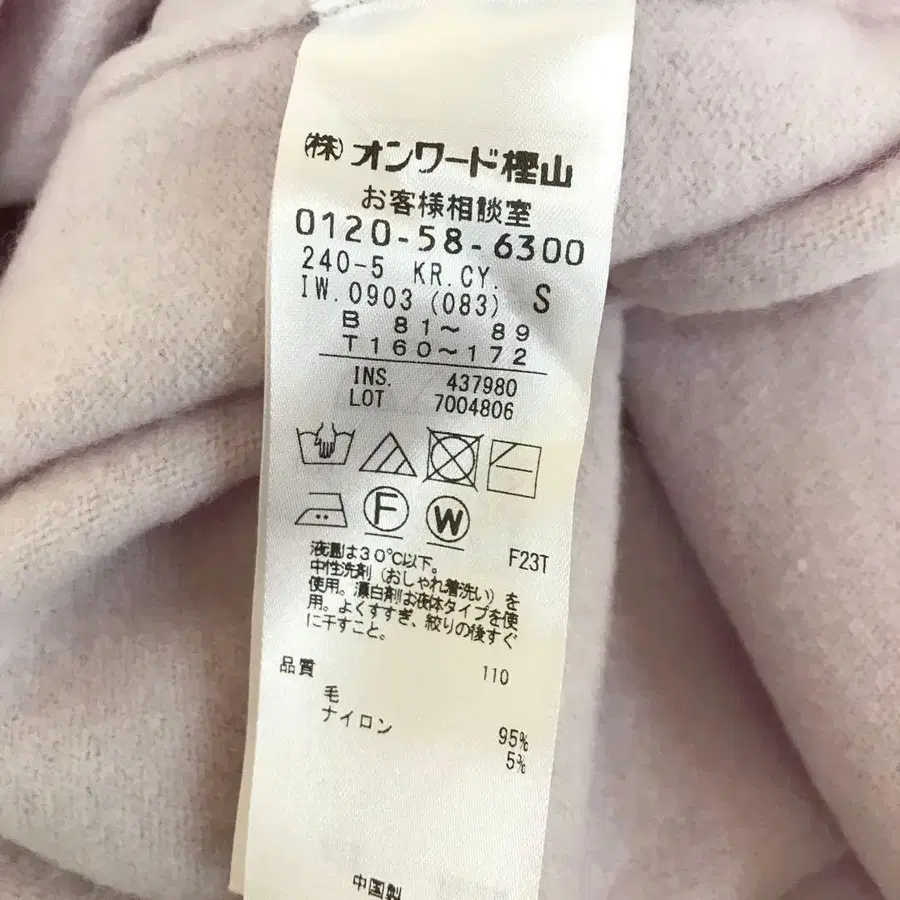 (株)オンワード樫山
お客様相談室
0120-58-6300
240-5 KR.CY. S
IW.0903 (083)
B 81～ 89
T160～172
INS. 437980
LOT 7004806
F W
F23T
液温は30℃以下。
中性洗剤（おしゃれ着洗い）を
使用。漂白剤は液体タイプを使
用。よくすすぎ、絞りの後すぐ
に干すこと。
品質 110
毛 95%
ナイロン 5%
中国製